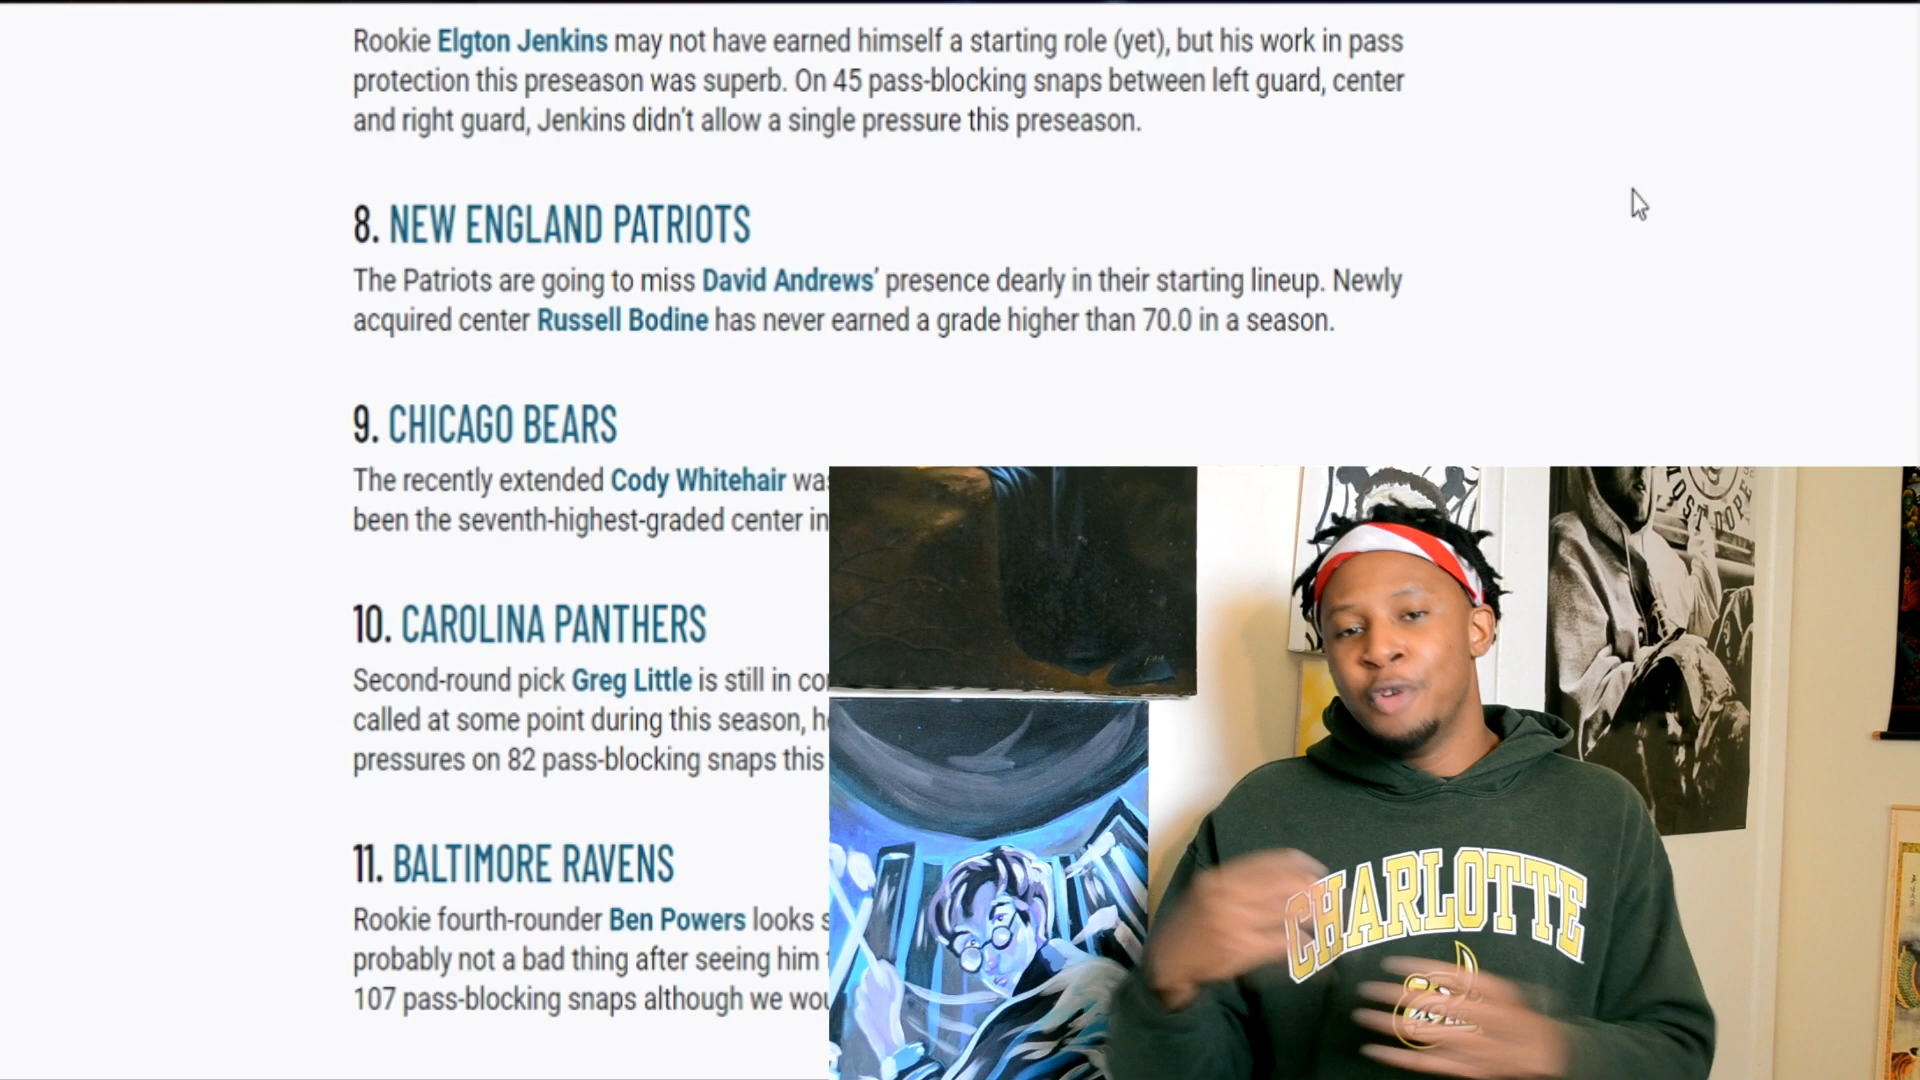 Rookie Elgton Jenkins may not have earned himself a starting role (yet), but his work in pass
protection this preseason was superb. On 45 pass-blocking snaps between left guard, center
and right guard, Jenkins didn't allow a single pressure this preseason.
8. NEW ENGLAND PATRIOTS
The Patriots are going to miss David Andrews' presence dearly in their starting lineup. Newly
acquired center Russell Bodine has never earned a grade higher than 70.0 in a season.
9. CHICAGO BEARS
The recently extended Cody Whitehair was
been the seventh-highest-graded center in
10. CAROLINA PANTHERS
Second-round pick Greg Little is still in
called at some point during this season,
pressures on 82 pass-blocking snaps this
11. BALTIMORE RAVENS
Rookie fourth-rounder Ben Powers looks
probably not a bad thing after seeing him
107 pass-blocking snaps although we
MOST DOPE
CHARLOTTE